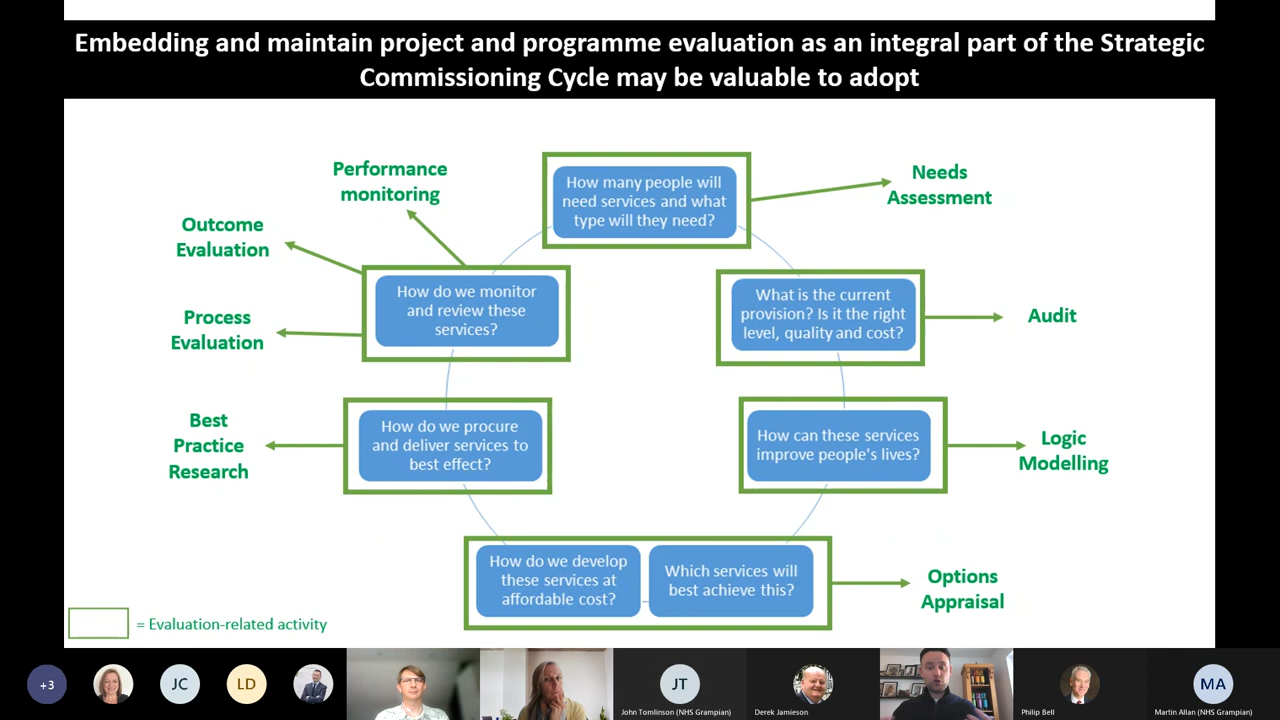 Embedding and maintain project and programme evaluation as an integral part of the Strategic
Commissioning Cycle may be valuable to adopt
Performance
monitoring
How many people will
need services and what
type will they need?
Needs
Assessment
Outcome
Evaluation
How do we monitor
and review these
services?
What is the current
provision? Is it the right
level, quality and cost?
Process
Evaluation
Audit
Best
Practice
Research
How do we procure
and deliver services to
best effect?
How can these services
improve people's lives?
Logic
Modelling
How do we develop
these services at
affordable cost?
Which services will
best achieve this?
Options
Appraisal
= Evaluation-related activity
+3
JC
LD
JT
John Tomlinson (NHS Grampian)
Derek Jamieson
Philip Bell
MA
Martin Allan (NHS Grampian)